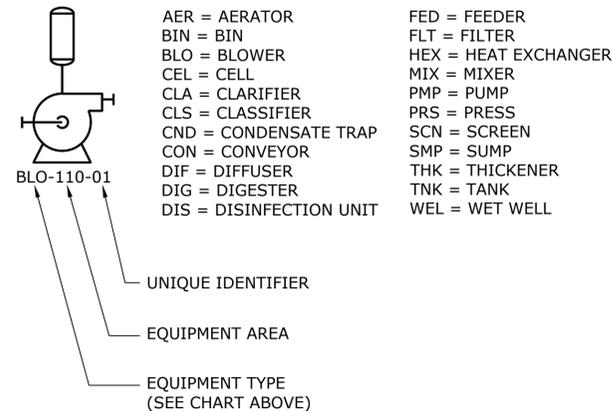 AER = AERATOR
BIN = BIN
BLO = BLOWER
CEL = CELL
CLA = CLARIFIER
CLS = CLASSIFIER
CND = CONDENSATE TRAP
CON = CONVEYOR
DIF = DIFFUSER
DIG = DIGESTER
DIS = DISINFECTION UNIT
FED = FEEDER
FLT = FILTER
HEX = HEAT EXCHANGER
MIX = MIXER
PMP = PUMP
PRS = PRESS
SCN = SCREEN
SMP = SUMP
THK = THICKENER
TNK = TANK
WEL = WET WELL
BLO-110-01
UNIQUE IDENTIFIER
EQUIPMENT AREA
EQUIPMENT TYPE
(SEE CHART ABOVE)